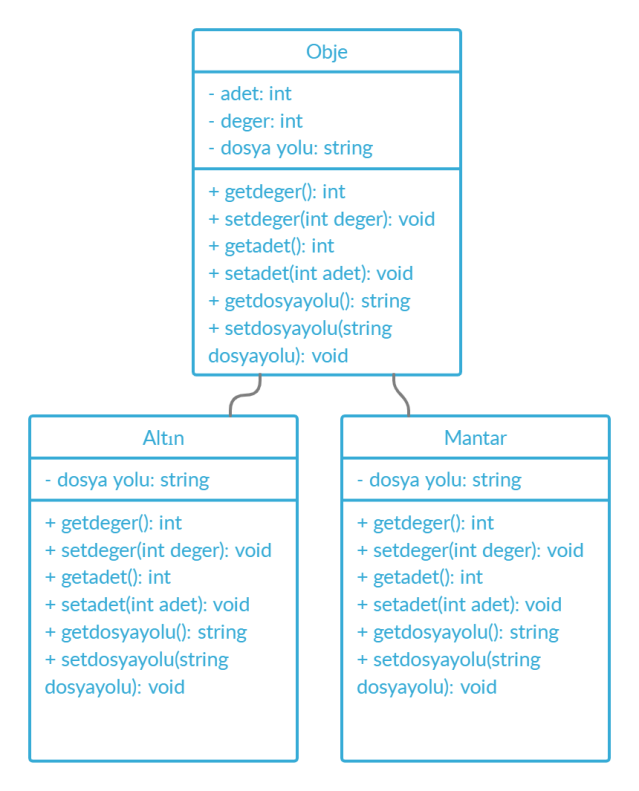 Obje
- adet: int
- deger: int
- dosya yolu: string
+ getdeger(): int
+ setdeger(int deger): void
+ getadet(): int
+ setadet(int adet): void
+ getdosyayolu(): string
+ setdosyayolu(string
dosyayolu): void
Altın
- dosya yolu: string
+ getdeger(): int
+ setdeger(int deger): void
+ getadet(): int
+ setadet(int adet): void
+ getdosyayolu(): string
+ setdosyayolu(string
dosyayolu): void
Mantar
- dosya yolu: string
+ getdeger(): int
+ setdeger(int deger): void
+ getadet(): int
+ setadet(int adet): void
+ getdosyayolu(): string
+ setdosyayolu(string
dosyayolu): void